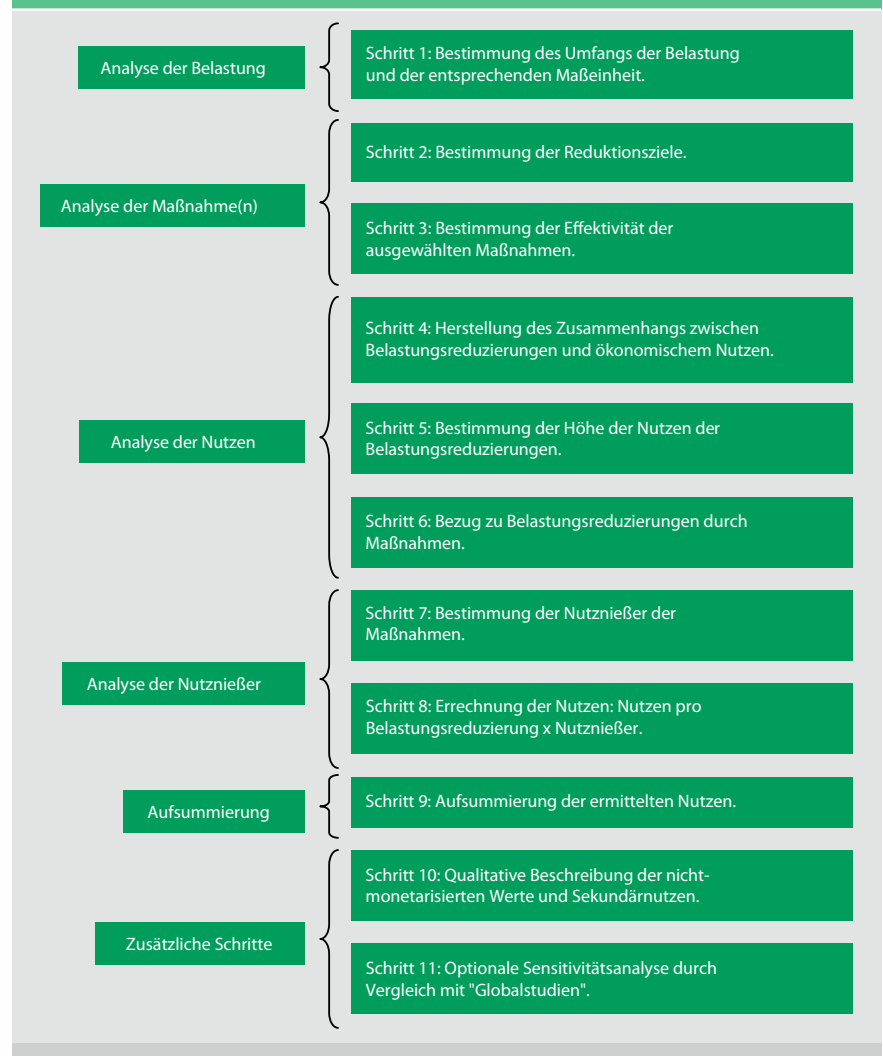 Analyse der Belastung
Schritt 1: Bestimmung des Umfangs der Belastung
und der entsprechenden Maßeinheit.
Analyse der Maßnahme(n)
Schritt 2: Bestimmung der Reduktionsziele.
Schritt 3: Bestimmung der Effektivität der
ausgewählten Maßnahmen.
Analyse der Nutzen
Schritt 4: Herstellung des Zusammenhangs zwischen
Belastungsreduzierungen und ökonomischem Nutzen.
Schritt 5: Bestimmung der Höhe der Nutzen der
Belastungsreduzierungen.
Schritt 6: Bezug zu Belastungsreduzierungen durch
Maßnahmen.
Analyse der Nutznießer
Schritt 7: Bestimmung der Nutznießer der
Maßnahmen.
Schritt 8: Errechnung der Nutzen: Nutzen pro
Belastungsreduzierung x Nutznießer.
Aufsummierung
Schritt 9: Aufsummierung der ermittelten Nutzen.
Zusätzliche Schritte
Schritt 10: Qualitative Beschreibung der nicht-
monetarisierten Werte und Sekundärnutzen.
Schritt 11: Optionale Sensitivitätsanalyse durch
Vergleich mit "Globalstudien".